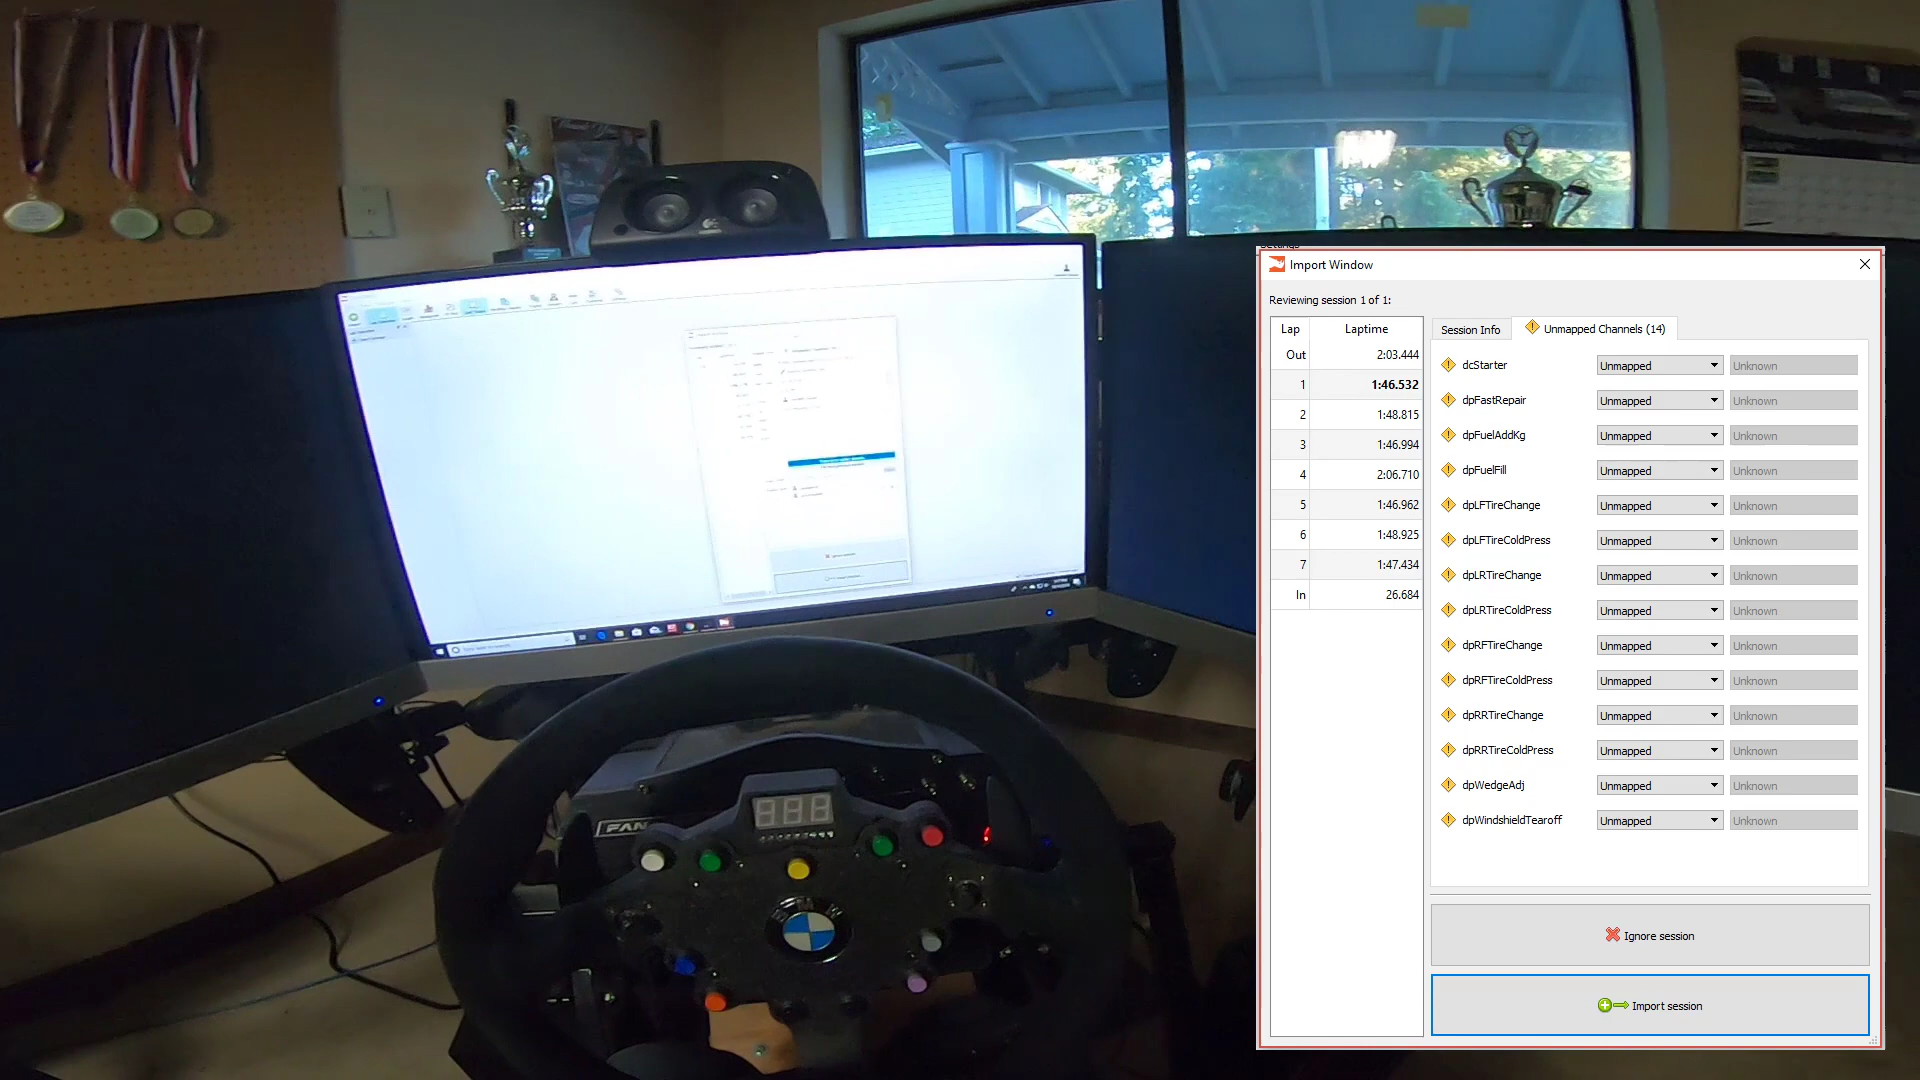 Import Window
Reviewing session 1 of 1:
Lap Laptime
Out 2:03.444
1 1:46.532
2 1:48.815
3 1:46.994
4 2:06.710
5 1:46.962
6 1:48.925
7 1:47.434
In 26.684
Session Info Unmapped Channels (14)
dcStarter Unmapped Unknown
dpFastRepair Unmapped Unknown
dpFuelAddKg Unmapped Unknown
dpFuelFill Unmapped Unknown
dpLFTireChange Unmapped Unknown
dpLFTireColdPress Unmapped Unknown
dpLRTireChange Unmapped Unknown
dpLRTireColdPress Unmapped Unknown
dpRFTireChange Unmapped Unknown
dpRFTireColdPress Unmapped Unknown
dpRRTireChange Unmapped Unknown
dpRRTireColdPress Unmapped Unknown
dpWedgeAdj Unmapped Unknown
dpWindshieldTearoff Unmapped Unknown
Ignore session
Import session
FAN
BMW